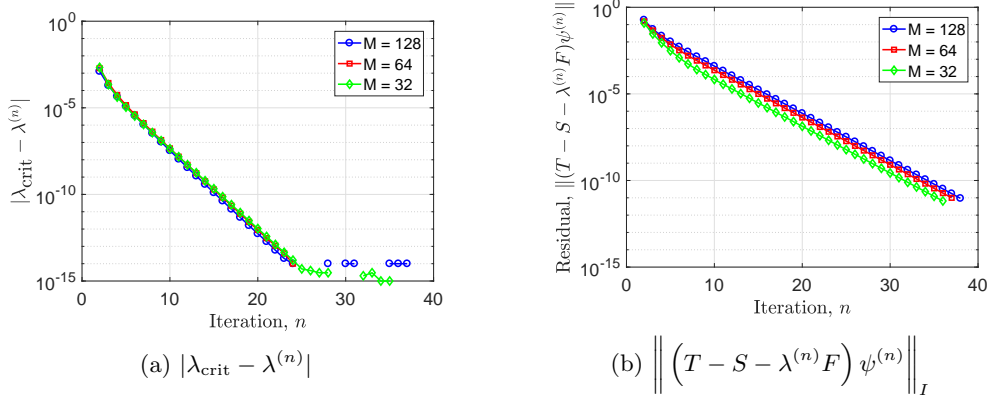 10^0
10^-5
10^-10
10^-15
0
10
20
30
40
|λ_crit − λ^(n)|
Iteration, n
M = 128
M = 64
M = 32
(a) |λ_crit − λ^(n)|
10^0
10^-5
10^-10
10^-15
0
10
20
30
40
Residual, ||(T − S − λ^(n)F)ψ^(n)||
Iteration, n
M = 128
M = 64
M = 32
(b) ‖ (T − S − λ^(n)F) ψ^(n) ‖_I